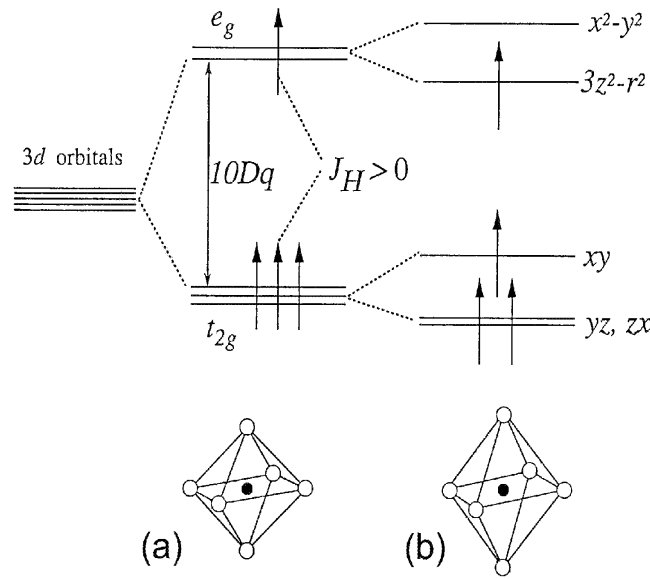 e_g
x²-y²
3z²-r²
3d orbitals
10Dq
J_H > 0
xy
t_2g
yz, zx
(a)
(b)